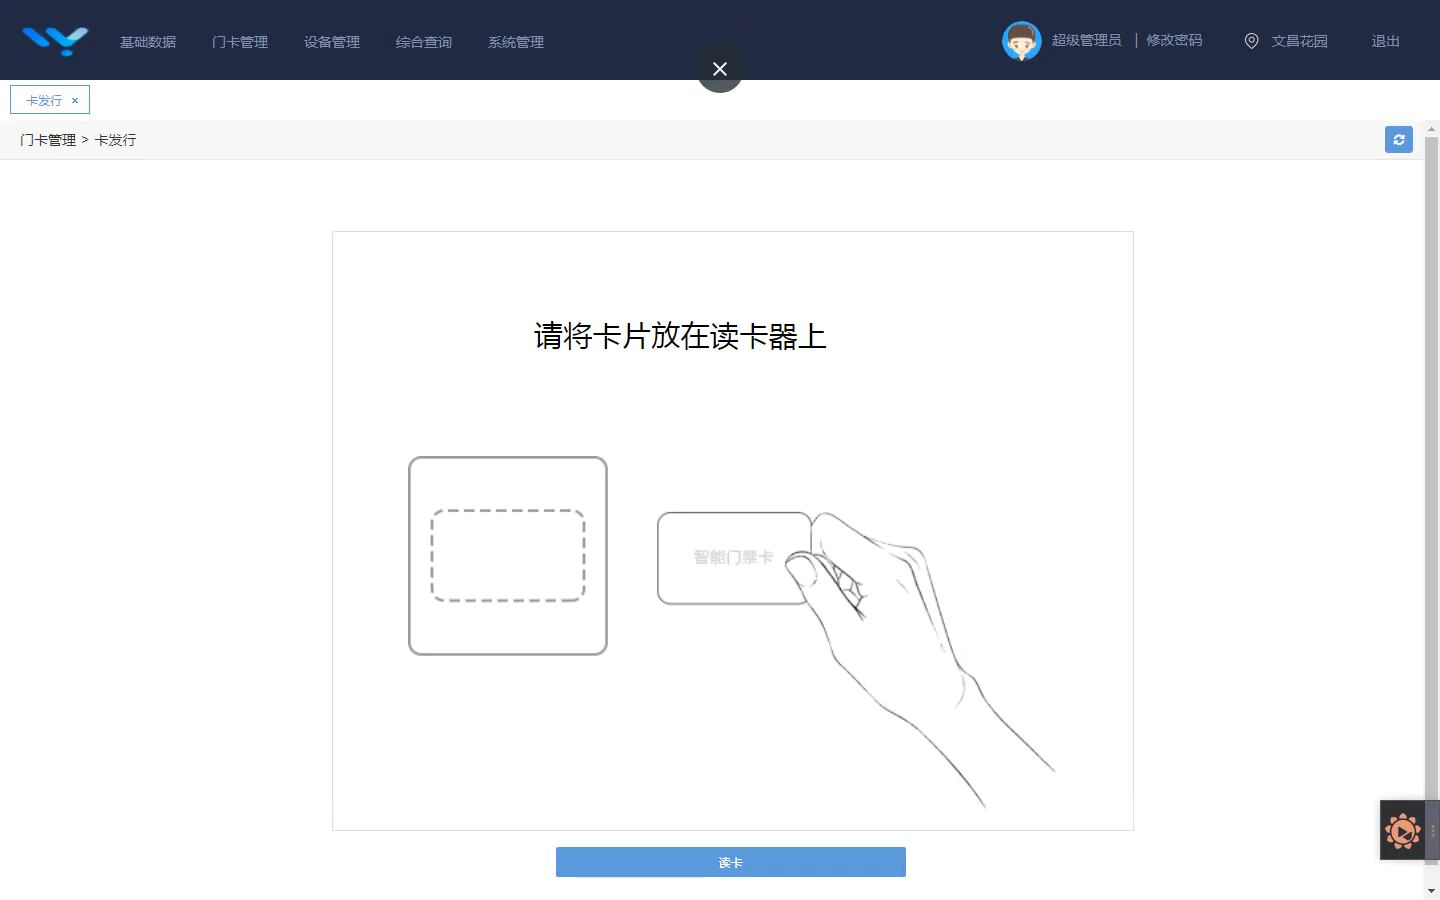 基础数据 门卡管理 设备管理 综合查询 系统管理 超级管理员 | 修改密码 文昌花园 退出
卡发行 ×
门卡管理 > 卡发行
请将卡片放在读卡器上
智能门禁卡
读卡